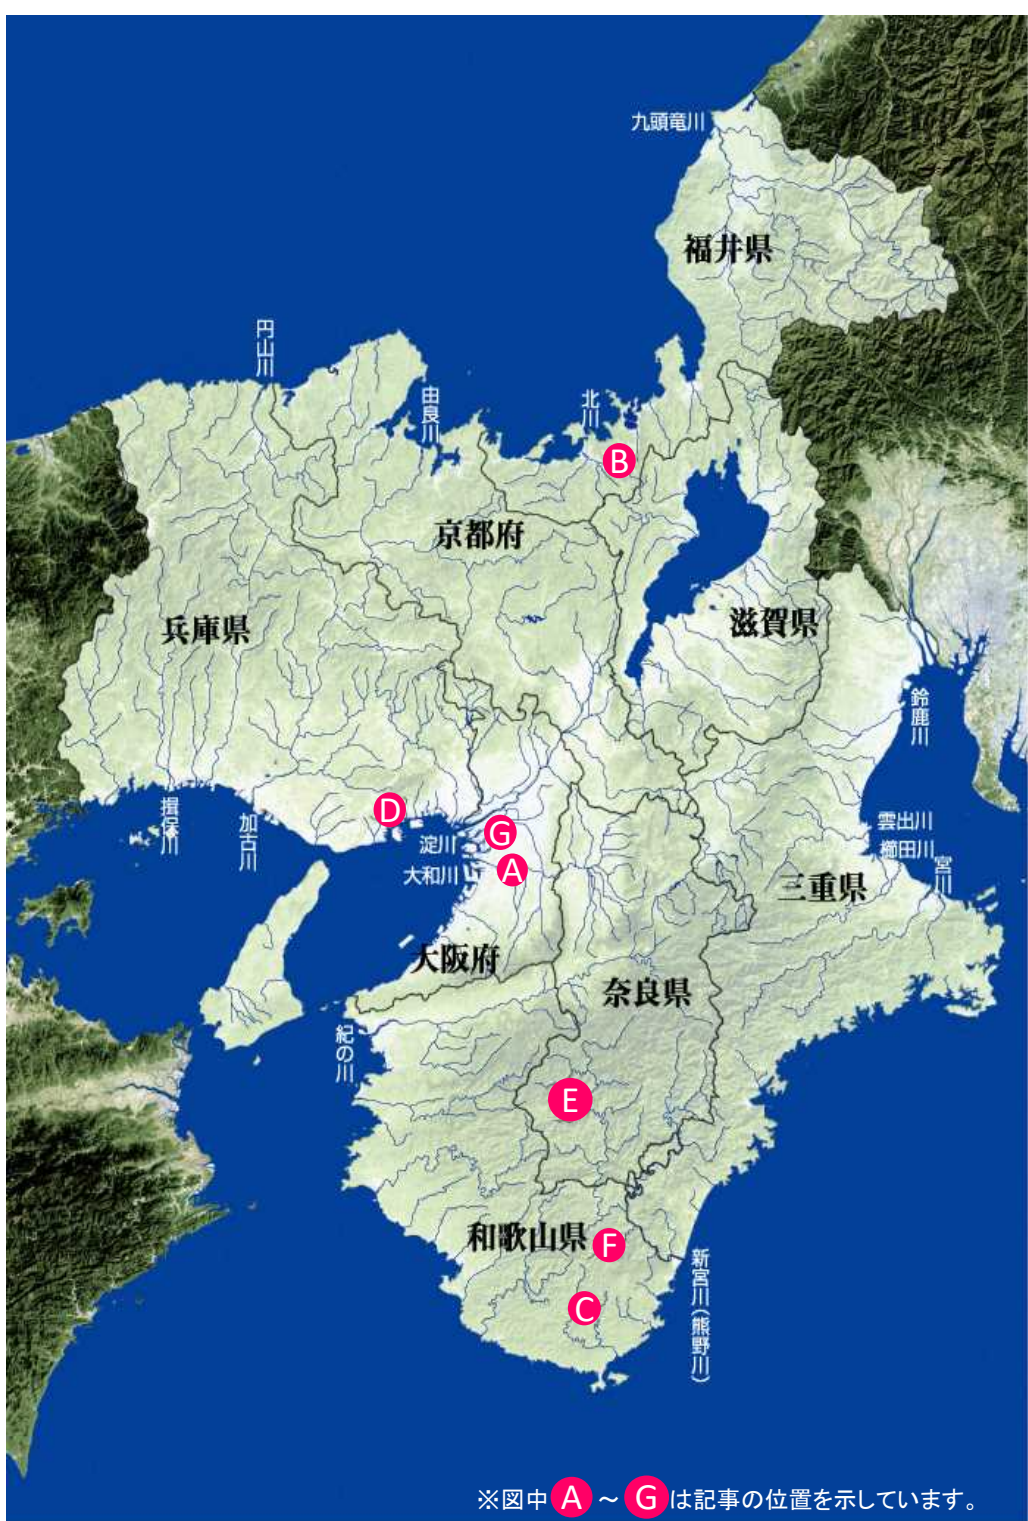 九頭竜川
福井県
円山川
由良川
北川
B
京都府
兵庫県
滋賀県
鈴鹿川
揖保川
加古川
D
淀川
G
大和川
A
雲出川
櫛田川
宮川
三重県
大阪府
奈良県
紀の川
E
和歌山県
F
新宮川(熊野川)
C
※図中 A ~ G は記事の位置を示しています。